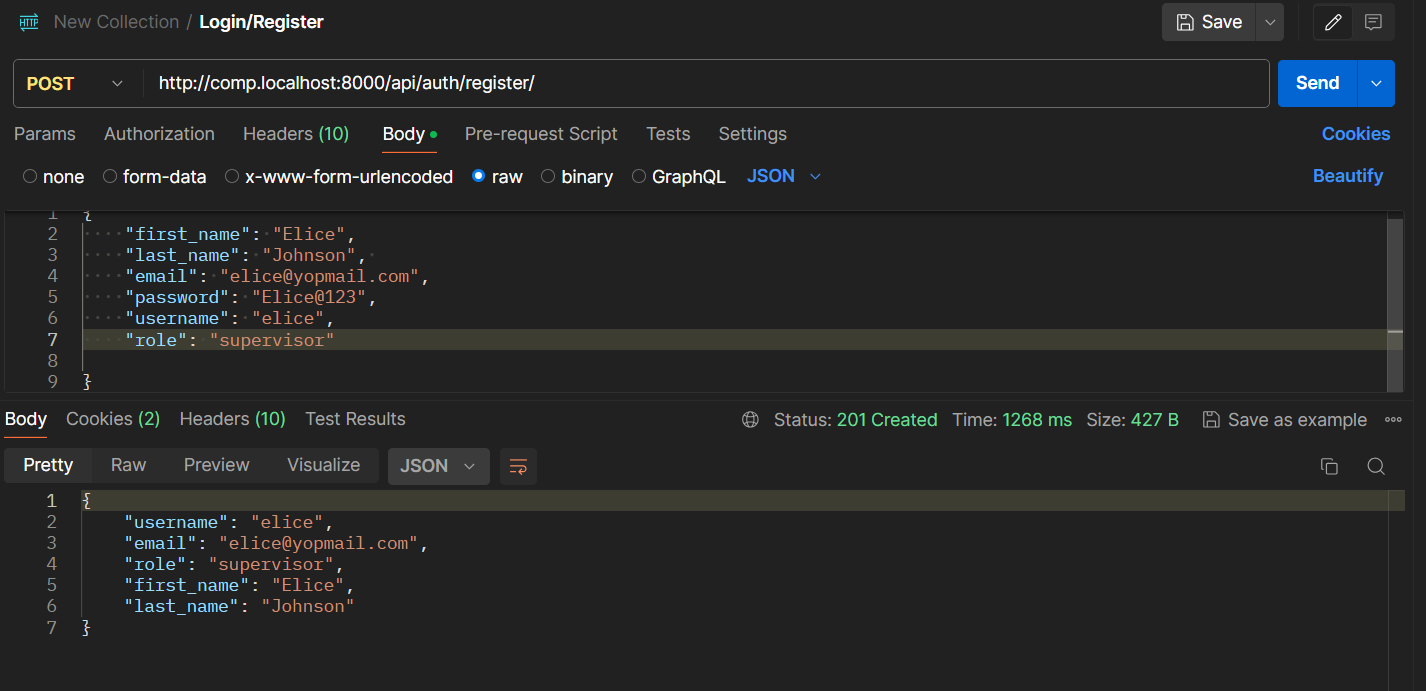 HTTP New Collection / Login/Register Save
POST http://comp.localhost:8000/api/auth/register/ Send
Params Authorization Headers (10) Body Pre-request Script Tests Settings Cookies
none form-data x-www-form-urlencoded raw binary GraphQL JSON Beautify
1 {
2 "first_name": "Elice",
3 "last_name": "Johnson",
4 "email": "elice@yopmail.com",
5 "password": "Elice@123",
6 "username": "elice",
7 "role": "supervisor"
8
9 }
Body Cookies (2) Headers (10) Test Results Status: 201 Created Time: 1268 ms Size: 427 B Save as example
Pretty Raw Preview Visualize JSON
1 {
2 "username": "elice",
3 "email": "elice@yopmail.com",
4 "role": "supervisor",
5 "first_name": "Elice",
6 "last_name": "Johnson"
7 }